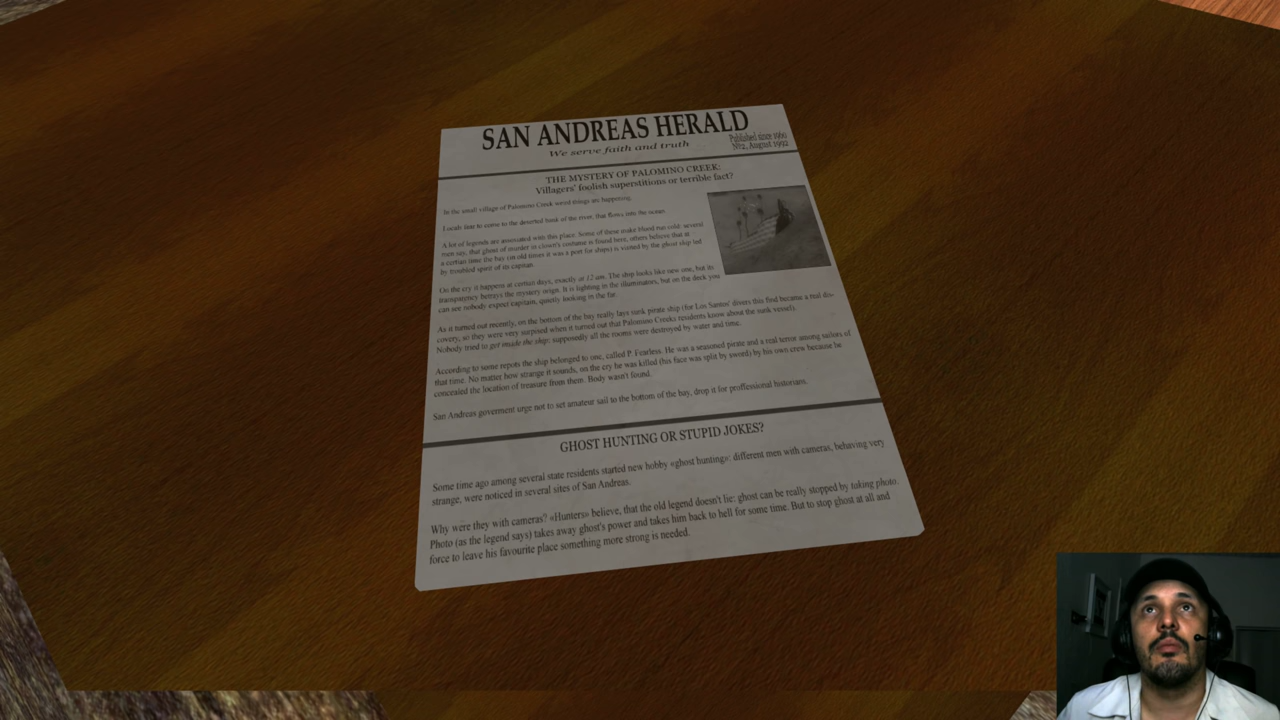 SAN ANDREAS HERALD
We serve faith and truth
Published since 1960
№2, August 1992
THE MYSTERY OF PALOMINO CREEK:
Villagers' foolish superstitions or terrible fact?
In the small village of Palomino Creek weird things are happening.
Locals fear to come to the deserted bank of the river, that flows into the ocean.
A lot of legends are associated with this place. Some of these make blood run cold: several
men say, that ghost of murder in clown's costume is found here, others believe that at
a certian time the bay (in old times it was a port for ships) is visited by the ghost ship led
by troubled spirit of its captain.
On the cry it happens at certan days, exactly at 12 am. The ship looks like new one, but its
transparency betrays the mystery reign. It is lighting in the illuminators, but on the deck you
can see nobody expect captain, quietly looking in the far.
As it turned out recently, on the bottom of the bay really lays sunk pirate ship (for Los Santos' divers this find became a real dis-
covery, so they were very surprised when it turned out that Palomino Creeks residents know about the sunk vessel).
Nobody tried to get inside the ship: supposedly all the rooms were destroyed by water and time.
According to some repots the ship belonged to one, called P. Fearless. He was a seasoned pirate and a real terror among sailors of
that time. No matter how strange it sounds, on the cry he was killed (his face was split by sword) by his own crew because he
concealed the location of treasure from them. Body wasn't found.
San Andreas goverment urge not to set amateur sail to the bottom of the bay, drop it for proffessional historians.
GHOST HUNTING OR STUPID JOKES?
Some time ago among several state residents started new hobby «ghost hunting»: different men with cameras, behaving very
strange, were noticed in several sites of San Andreas.
Why were they with cameras? «Hunters» believe, that the old legend doesn't lie: ghost can be really stopped by taking photo.
Photo (as the legend says) takes away ghost's power and takes him back to hell for some time. But to stop ghost at all and
force to leave his favourite place something more strong is needed.